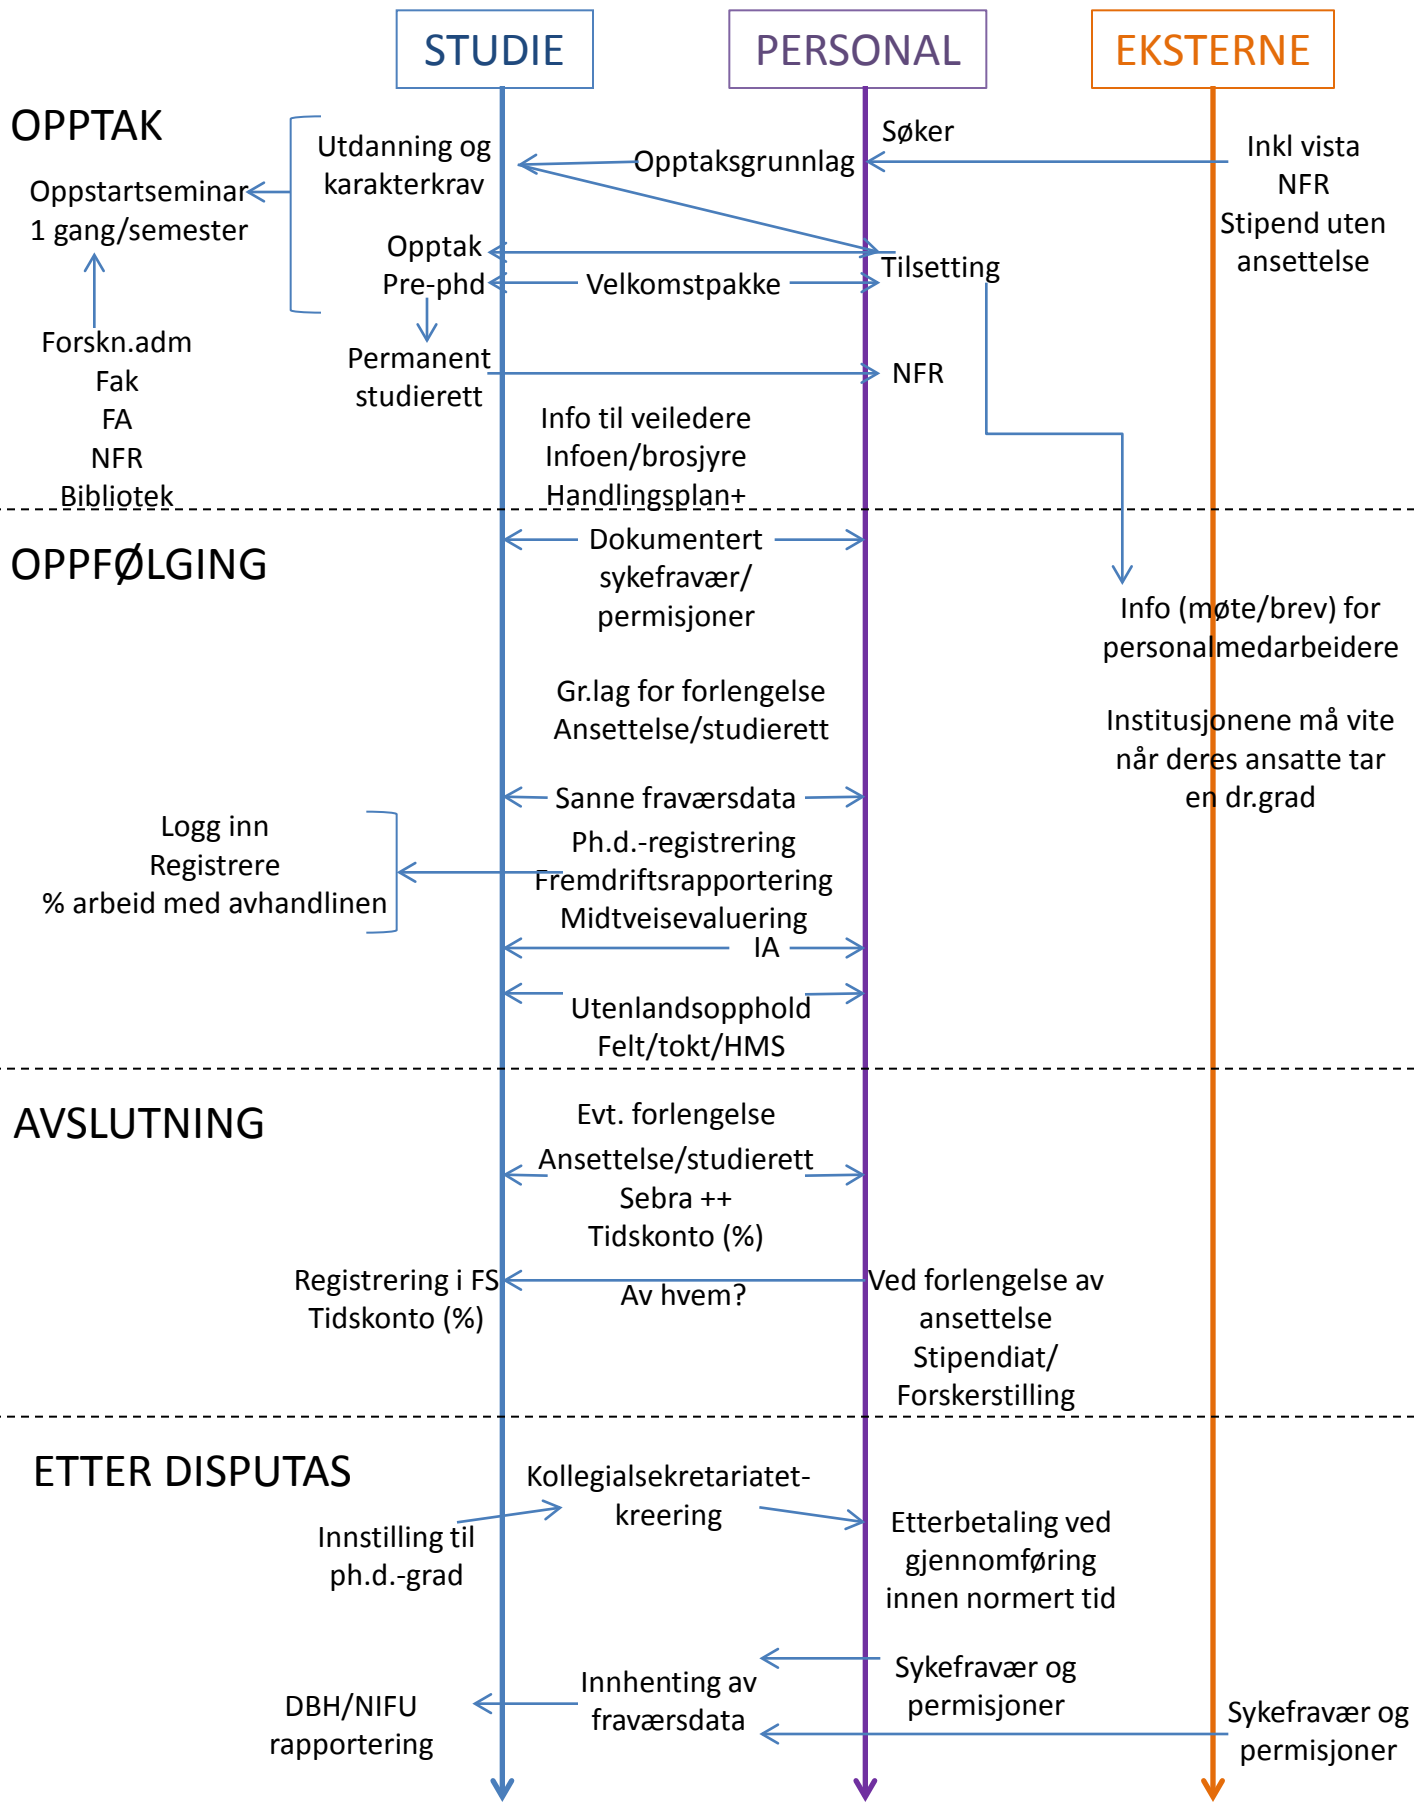 STUDIE
PERSONAL
EKSTERNE
OPPTAK
Oppstartseminar
1 gang/semester
Forskn.adm
Fak
FA
NFR
Bibliotek
Utdanning og
karakterkrav
Opptak
Pre-phd
Permanent
studierett
Opptaksgrunnlag
Velkomstpakke
Info til veiledere
Infoen/brosjyre
Handlingsplan+
Søker
Tilsetting
NFR
Inkl vista
NFR
Stipend uten
ansettelse
OPPFØLGING
Dokumentert
sykefravær/
permisjoner
Gr.lag for forlengelse
Ansettelse/studierett
Sanne fraværsdata
Ph.d.-registrering
Fremdriftsrapportering
Midtveisevaluering
IA
Utenlandsopphold
Felt/tokt/HMS
Logg inn
Registrere
% arbeid med avhandlinen
Info (møte/brev) for
personalmedarbeidere
Institusjonene må vite
når deres ansatte tar
en dr.grad
AVSLUTNING
Evt. forlengelse
Ansettelse/studierett
Sebra ++
Tidskonto (%)
Registrering i FS
Tidskonto (%)
Av hvem?
Ved forlengelse av
ansettelse
Stipendiat/
Forskerstilling
ETTER DISPUTAS
Innstilling til
ph.d.-grad
Kollegialsekretariatet-
kreering
Etterbetaling ved
gjennomføring
innen normert tid
DBH/NIFU
rapportering
Innhenting av
fraværsdata
Sykefravær og
permisjoner
Sykefravær og
permisjoner